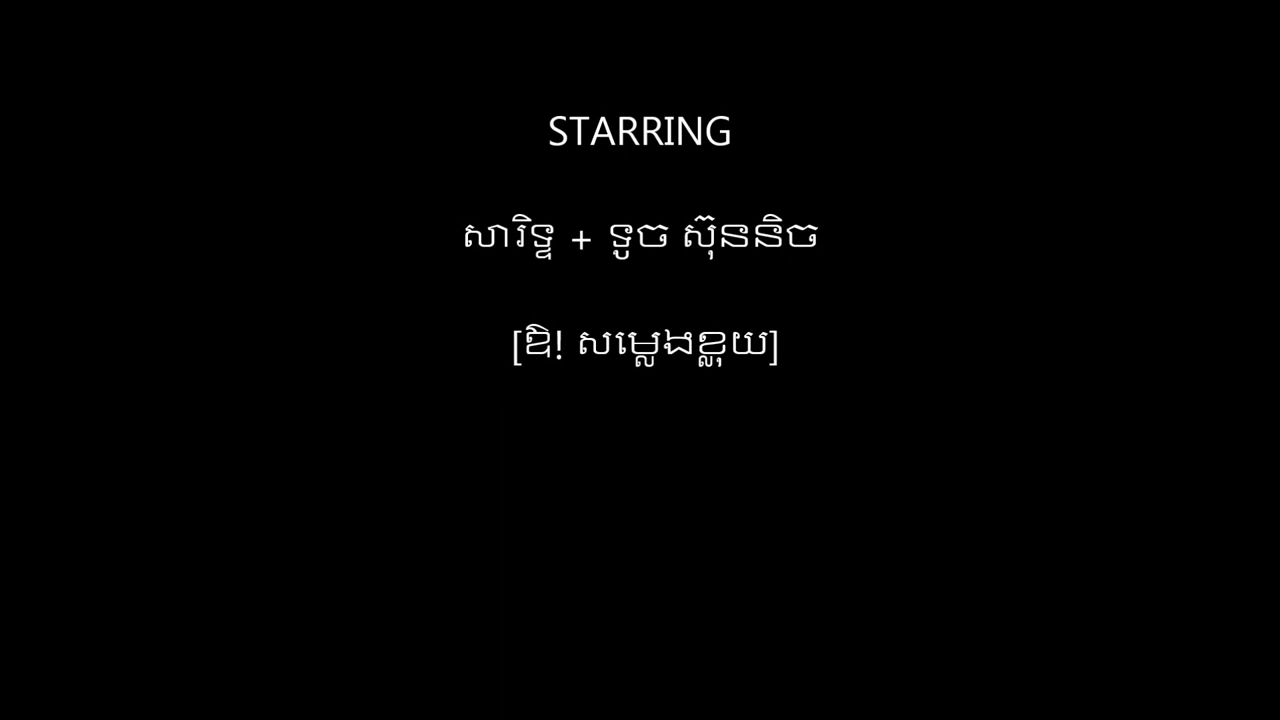 STARRING
សារិទ្ធ + ទូច ស៊ុននិច
[ឱ! សម្លេងខ្លុយ]